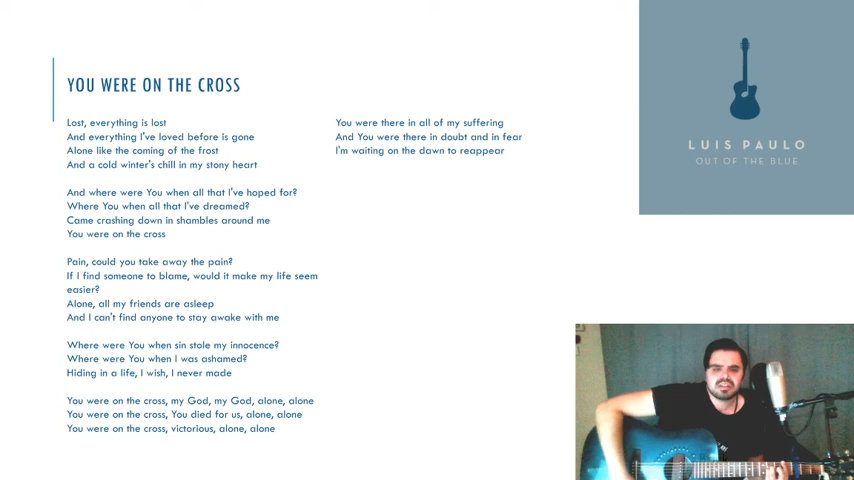 YOU WERE ON THE CROSS
Lost, everything is lost
And everything I've loved before is gone
Alone like the coming of the frost
And a cold winter's chill in my stony heart
And where were You when all that I've hoped for?
Where You when all that I've dreamed?
Came crashing down in shambles around me
You were on the cross
Pain, could you take away the pain?
If I find someone to blame, would it make my life seem
easier?
Alone, all my friends are asleep
And I can't find anyone to stay awake with me
Where were You when sin stole my innocence?
Where were You when I was ashamed?
Hiding in a life, I wish, I never made
You were on the cross, my God, my God, alone, alone
You were on the cross, You died for us, alone, alone
You were on the cross, victorious, alone, alone
You were there in all of my suffering
And You were there in doubt and in fear
I'm waiting on the dawn to reappear
LUIS PAULO
OUT OF THE BLUE